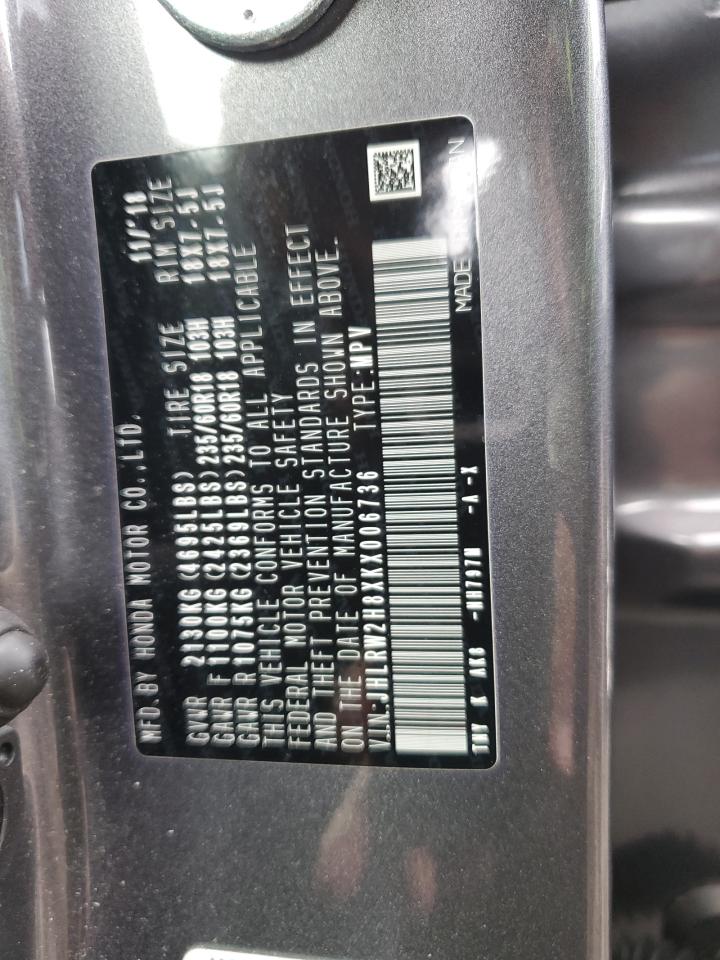 MFD. BY HONDA MOTOR CO.,LTD. 11/'18
GVWR 2130KG(4695LBS) TIRE SIZE RIM SIZE
GAWR F 1100KG(2425LBS)235/60R18 103H 18X7.5J
GAWR R 1075KG(2369LBS)235/60R18 103H 18X7.5J
THIS VEHICLE CONFORMS TO ALL APPLICABLE
FEDERAL MOTOR VEHICLE SAFETY
AND THEFT PREVENTION STANDARDS IN EFFECT
ON THE DATE OF MANUFACTURE SHOWN ABOVE.
VIN:JHLRW2H8XKX006736 TYPE:MPV
AKG -NH797M -A -X
MADE